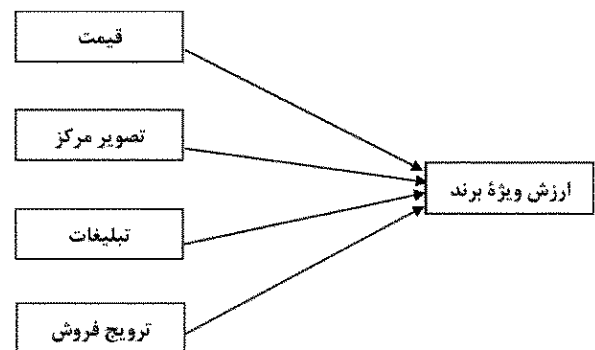 قیمت
تصویر مرکز
ارزش ویژهٔ برند
تبلیغات
ترویج فروش